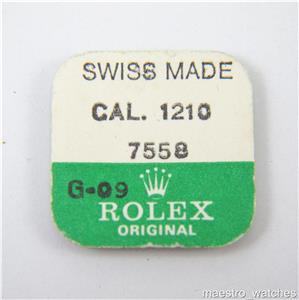 SWISS MADE
CAL. 1210
7558
G-09
ROLEX
ORIGINAL
maestro_watches